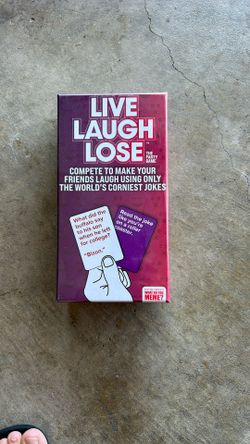 LIVE
LAUGH
LOSE
THE
PARTY
GAME
COMPETE TO MAKE YOUR
FRIENDS LAUGH USING ONLY
THE WORLD'S CORNIEST JOKES
What did the
buffalo say
to his son
when he left
for college?
"Bison."
Read the joke
like you're
on a roller
coaster.
WHAT DO YOU
MEME?